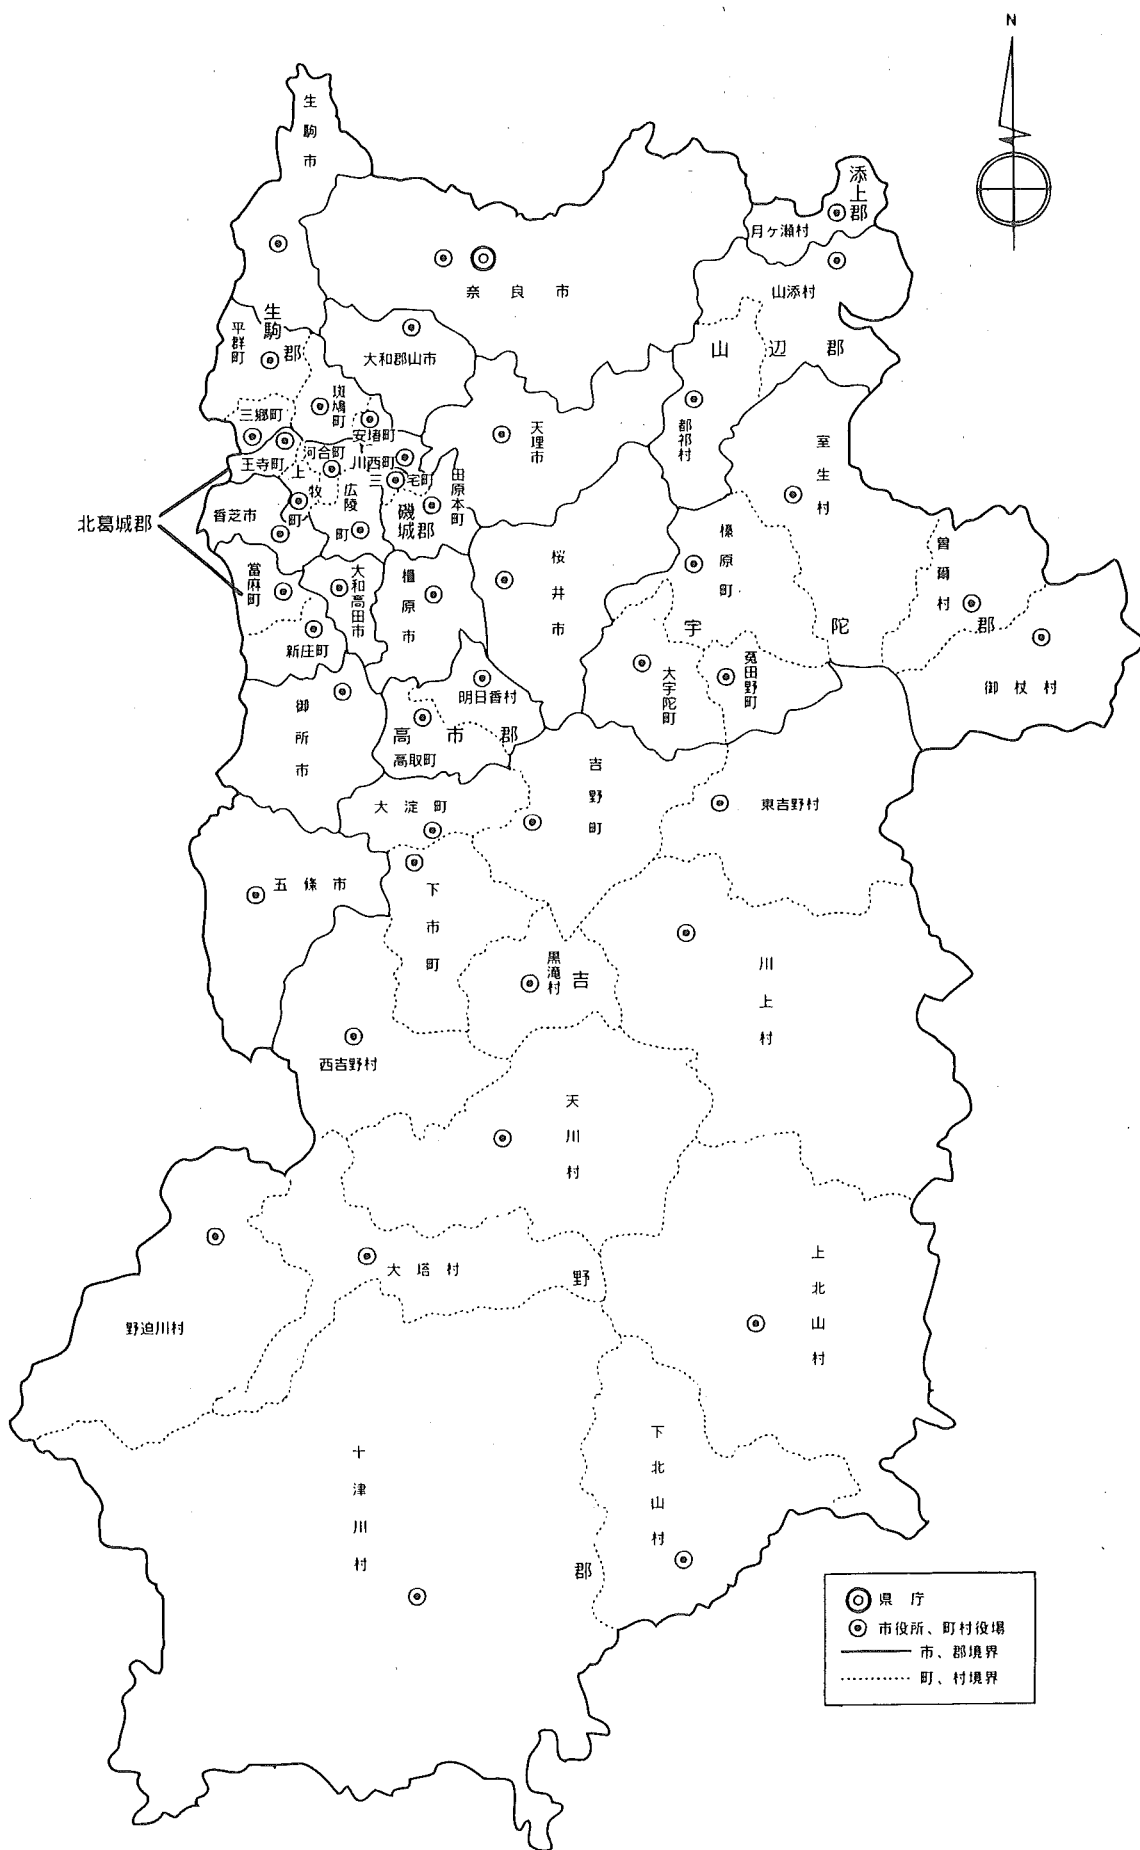 N
生駒市
添上郡
月ヶ瀬村
奈良市
山添村
生駒郡
平群町
大和郡山市
山辺郡
斑鳩町
三郷町
安堵町
天理市
都祁村
室生村
王寺町
河合町
川西町
三宅町
田原本町
上牧町
広陵町
磯城郡
北葛城郡
香芝市
當麻町
大和高田市
橿原市
桜井市
榛原町
曽爾村
宇陀郡
新庄町
明日香村
大宇陀町
菟田野町
御杖村
御所市
高市郡
高取町
吉野町
大淀町
東吉野村
五條市
下市町
黒滝村
川上村
吉野郡
西吉野村
天川村
大塔村
上北山村
野迫川村
十津川村
下北山村
県庁
市役所、町村役場
市、郡境界
町、村境界